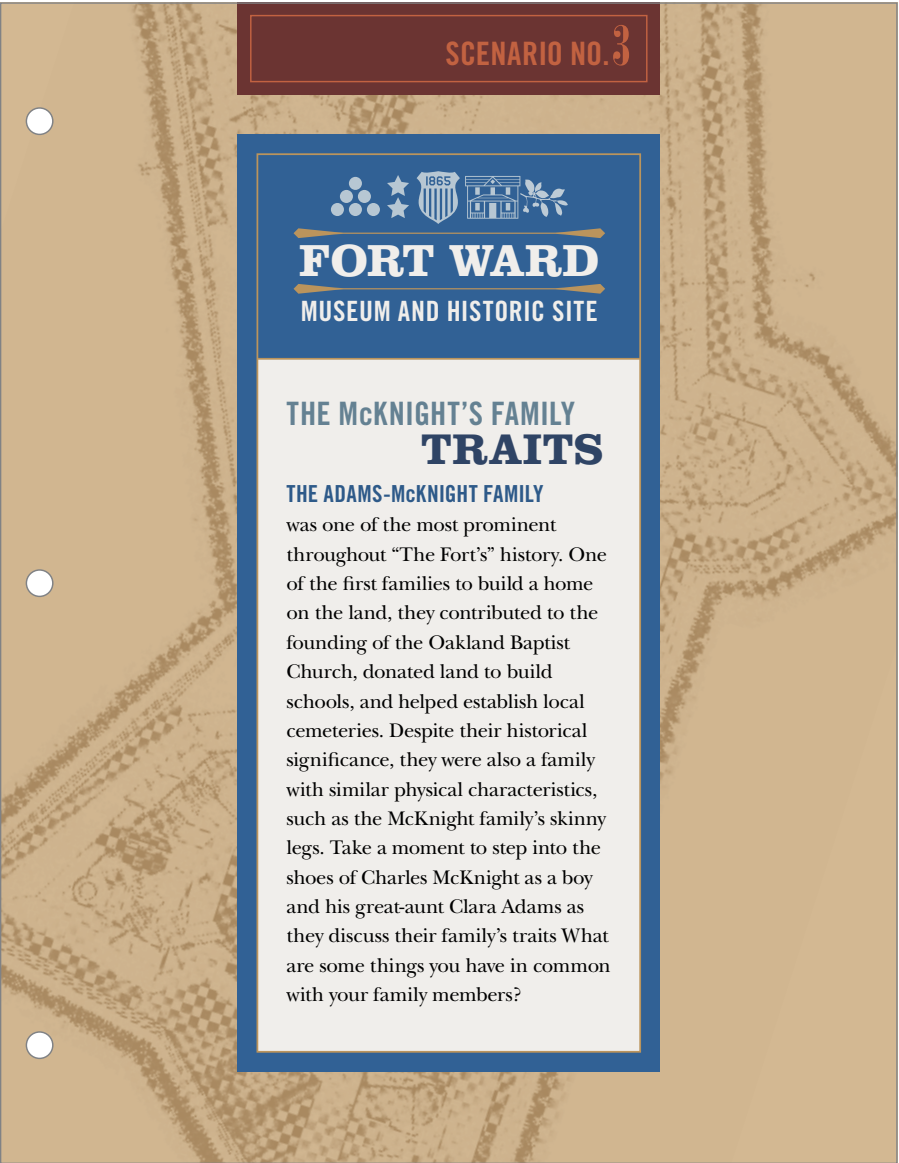 SCENARIO NO.3
1865
FORT WARD
MUSEUM AND HISTORIC SITE
THE McKNIGHT'S FAMILY
TRAITS
THE ADAMS-McKNIGHT FAMILY
was one of the most prominent
throughout “The Fort's” history. One
of the first families to build a home
on the land, they contributed to the
founding of the Oakland Baptist
Church, donated land to build
schools, and helped establish local
cemeteries. Despite their historical
significance, they were also a family
with similar physical characteristics,
such as the McKnight family's skinny
legs. Take a moment to step into the
shoes of Charles McKnight as a boy
and his great-aunt Clara Adams as
they discuss their family's traits What
are some things you have in common
with your family members?